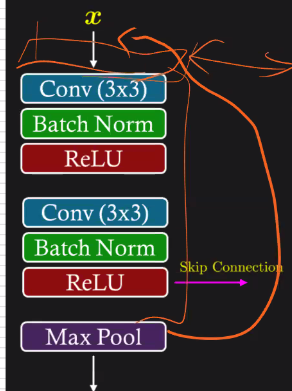 x
Conv (3x3)
Batch Norm
ReLU
Conv (3x3)
Batch Norm
ReLU
Skip Connection
Max Pool